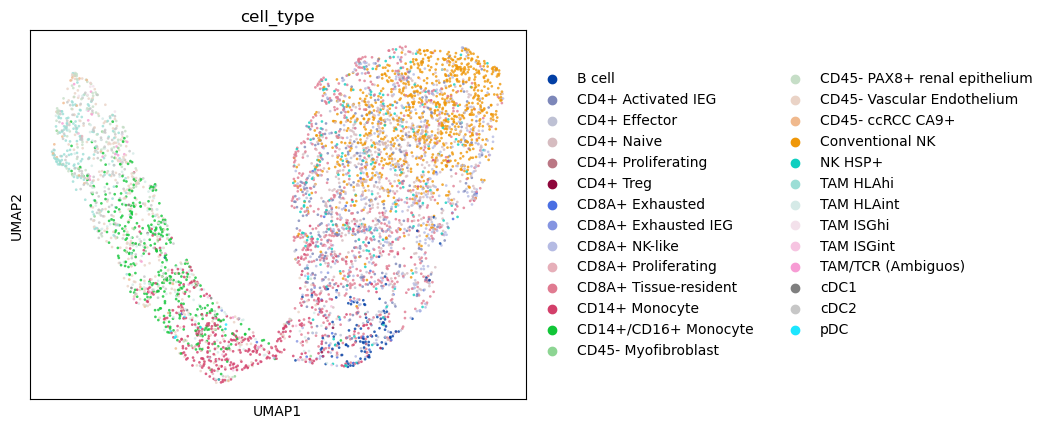 cell_type
UMAP2
UMAP1
B cell
CD4+ Activated IEG
CD4+ Effector
CD4+ Naive
CD4+ Proliferating
CD4+ Treg
CD8A+ Exhausted
CD8A+ Exhausted IEG
CD8A+ NK-like
CD8A+ Proliferating
CD8A+ Tissue-resident
CD14+ Monocyte
CD14+/CD16+ Monocyte
CD45- Myofibroblast
CD45- PAX8+ renal epithelium
CD45- Vascular Endothelium
CD45- ccRCC CA9+
Conventional NK
NK HSP+
TAM HLAhi
TAM HLAint
TAM ISGhi
TAM ISGint
TAM/TCR (Ambiguos)
cDC1
cDC2
pDC